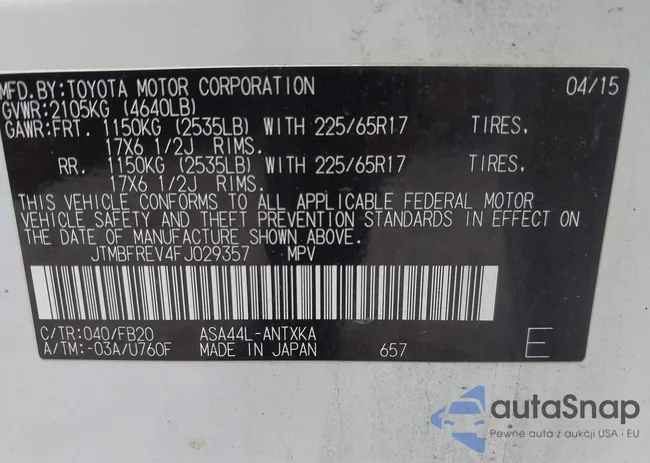 MFD.BY:TOYOTA MOTOR CORPORATION 04/15
GVWR:2105KG (4640LB)
GAWR:FRT. 1150KG (2535LB) WITH 225/65R17 TIRES,
17X6 1/2J RIMS.
RR. 1150KG (2535LB) WITH 225/65R17 TIRES,
17X6 1/2J RIMS.
THIS VEHICLE CONFORMS TO ALL APPLICABLE FEDERAL MOTOR
VEHICLE SAFETY AND THEFT PREVENTION STANDARDS IN EFFECT ON
THE DATE OF MANUFACTURE SHOWN ABOVE.
JTMBFREV4FJ029357 MPV
C/TR:040/FB20 ASA44L-ANTXKA
A/TM:-03A/U760F MADE IN JAPAN 657 E
autaSnap
Pewne auta z aukcji USA i EU